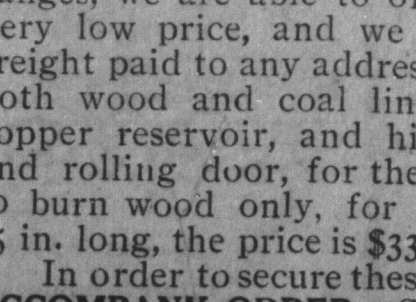 ery low price, and we
reight paid to any addres
oth wood and coal lin
opper reservoir, and hi
nd rolling door, for the
o burn wood only, for
5 in. long, the price is $33
In order to secure thes